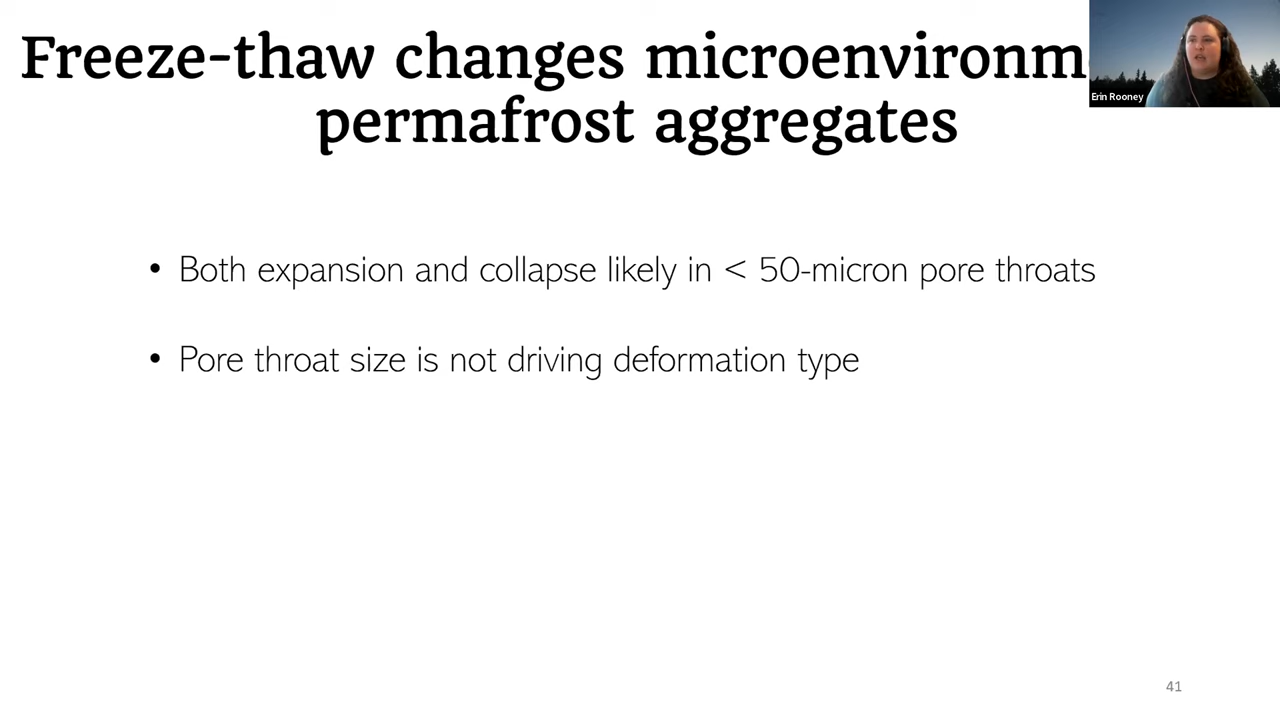 Freeze-thaw changes
permafrost aggregates
Erin Rooney
• Both expansion and collapse likely in < 50-micron pore throats
• Pore throat size is not driving deformation type
41